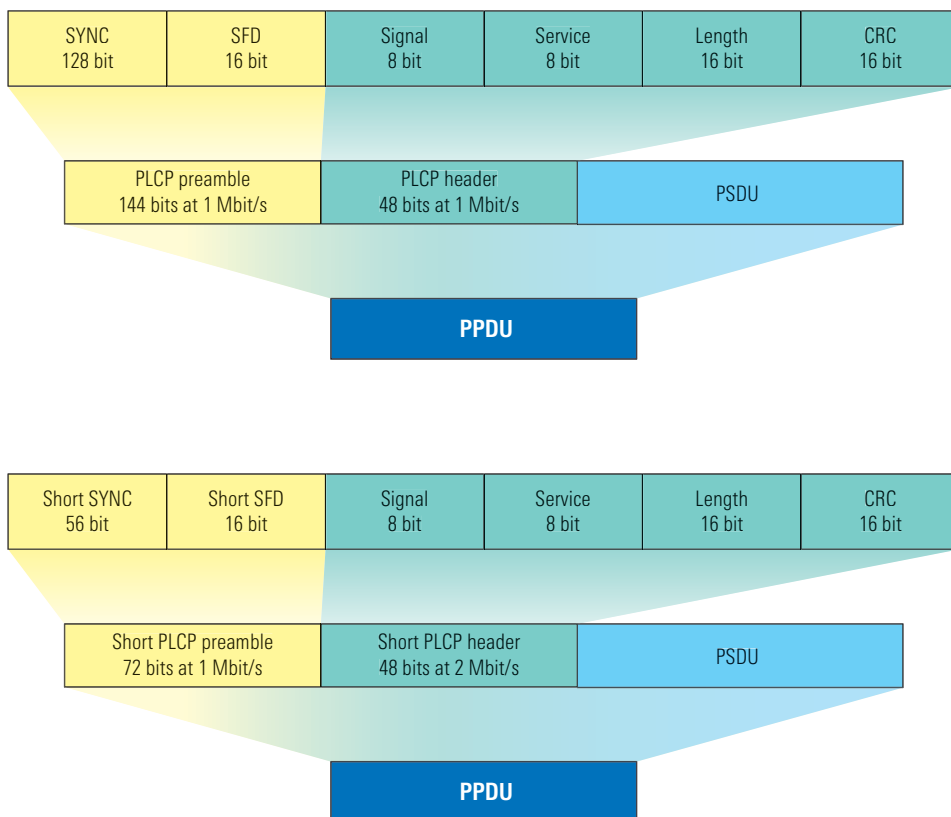 SYNC
128 bit
SFD
16 bit
Signal
8 bit
Service
8 bit
Length
16 bit
CRC
16 bit
PLCP preamble
144 bits at 1 Mbit/s
PLCP header
48 bits at 1 Mbit/s
PSDU
PPDU
Short SYNC
56 bit
Short SFD
16 bit
Signal
8 bit
Service
8 bit
Length
16 bit
CRC
16 bit
Short PLCP preamble
72 bits at 1 Mbit/s
Short PLCP header
48 bits at 2 Mbit/s
PSDU
PPDU